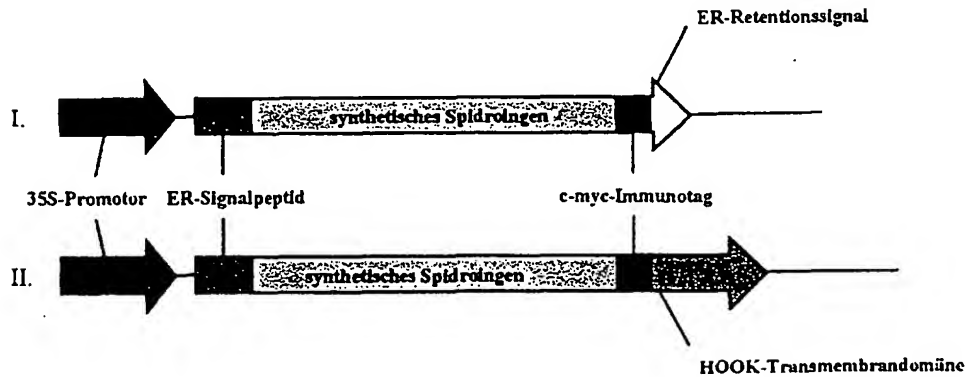 ER-Retentionssignal
I.
synthetisches Spidroingen
35S-Promotor
ER-Signalpeptid
c-myc-Immunotag
II.
synthetisches Spidroingen
HOOK-Transmembrandomäne